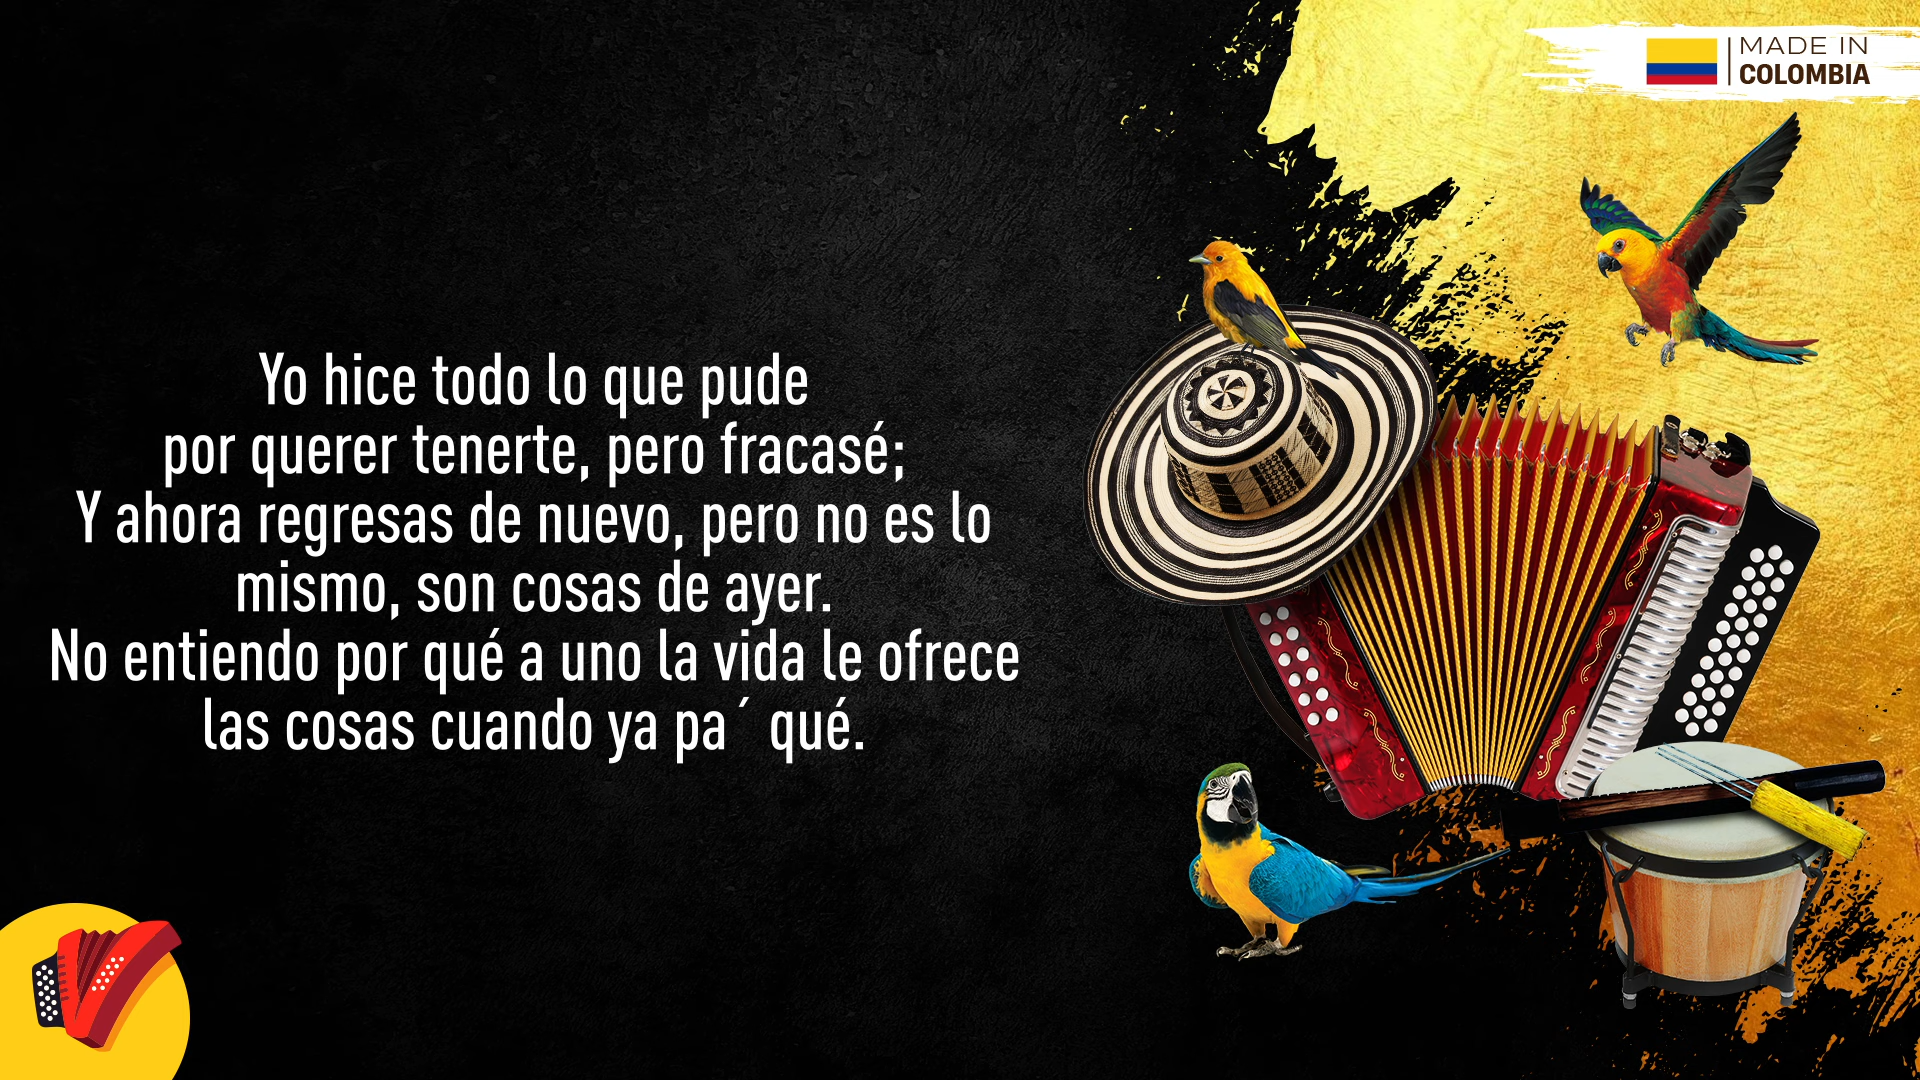 MADE IN
COLOMBIA
Yo hice todo lo que pude
por querer tenerte, pero fracasé;
Y ahora regresas de nuevo, pero no es lo
mismo, son cosas de ayer.
No entiendo por qué a uno la vida le ofrece
las cosas cuando ya pa´ qué.